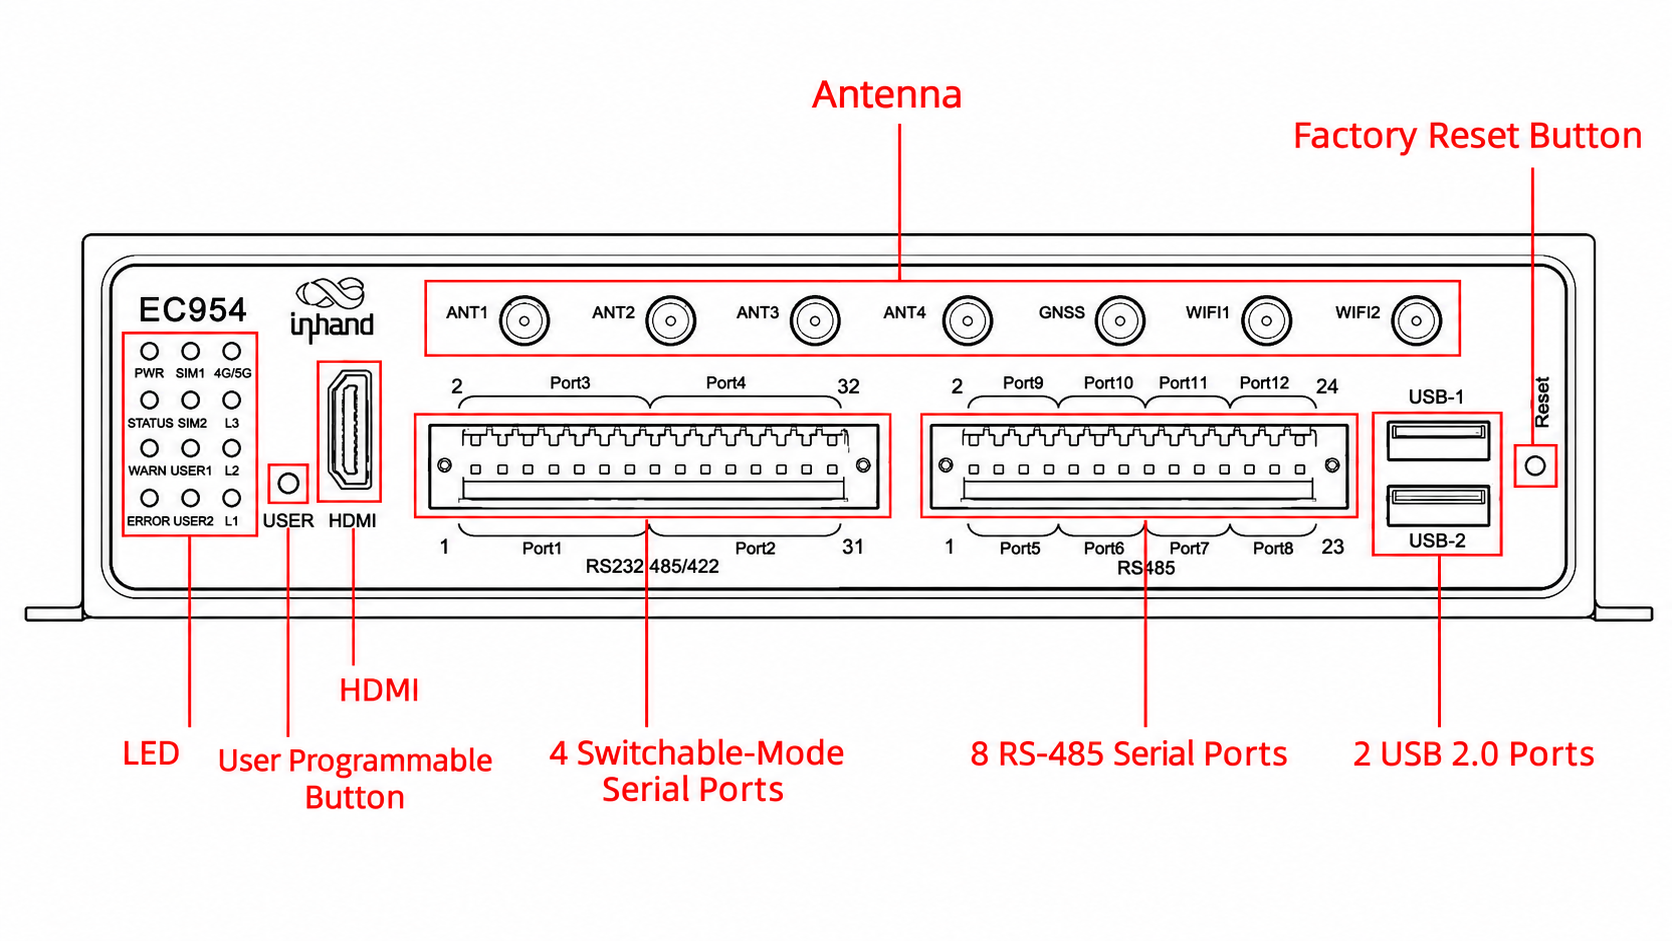 Antenna
Factory Reset Button
EC954
inhand
ANT1 ANT2 ANT3 ANT4 GNSS WIFI1 WIFI2
PWR SIM1 4G/5G
STATUS SIM2 L3
WARN USER1 L2
ERROR USER2 L1
USER HDMI
2 Port3 Port4 32
1 Port1 Port2 31
RS232/485/422
2 Port9 Port10 Port11 Port12 24
1 Port5 Port6 Port7 Port8 23
RS485
USB-1
USB-2
Reset
HDMI
LED
User Programmable
Button
4 Switchable-Mode
Serial Ports
8 RS-485 Serial Ports
2 USB 2.0 Ports